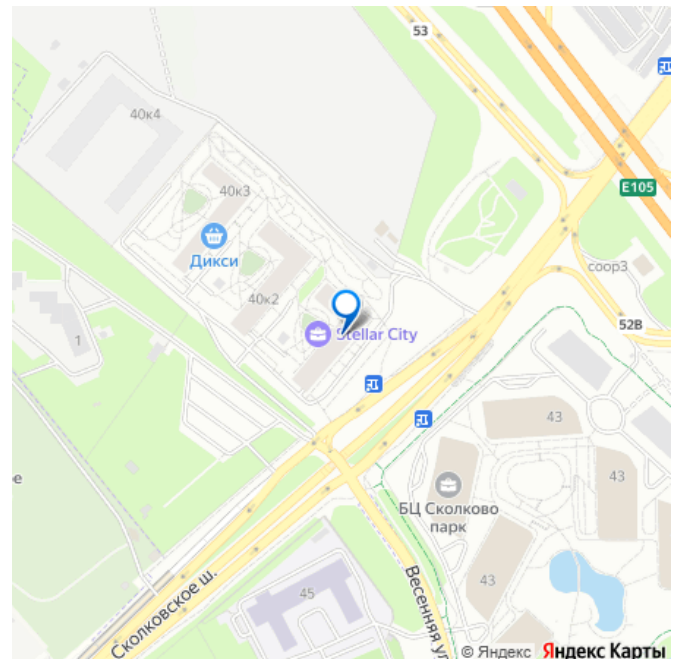 53
40к4
E105
40к3
Дикси
соор3
40к2
52В
1
Stellar City
43
43
е
БЦ Сколково
парк
43
45
Сколковское ш.
Весенняя ул
© Яндекс Яндекс Карты